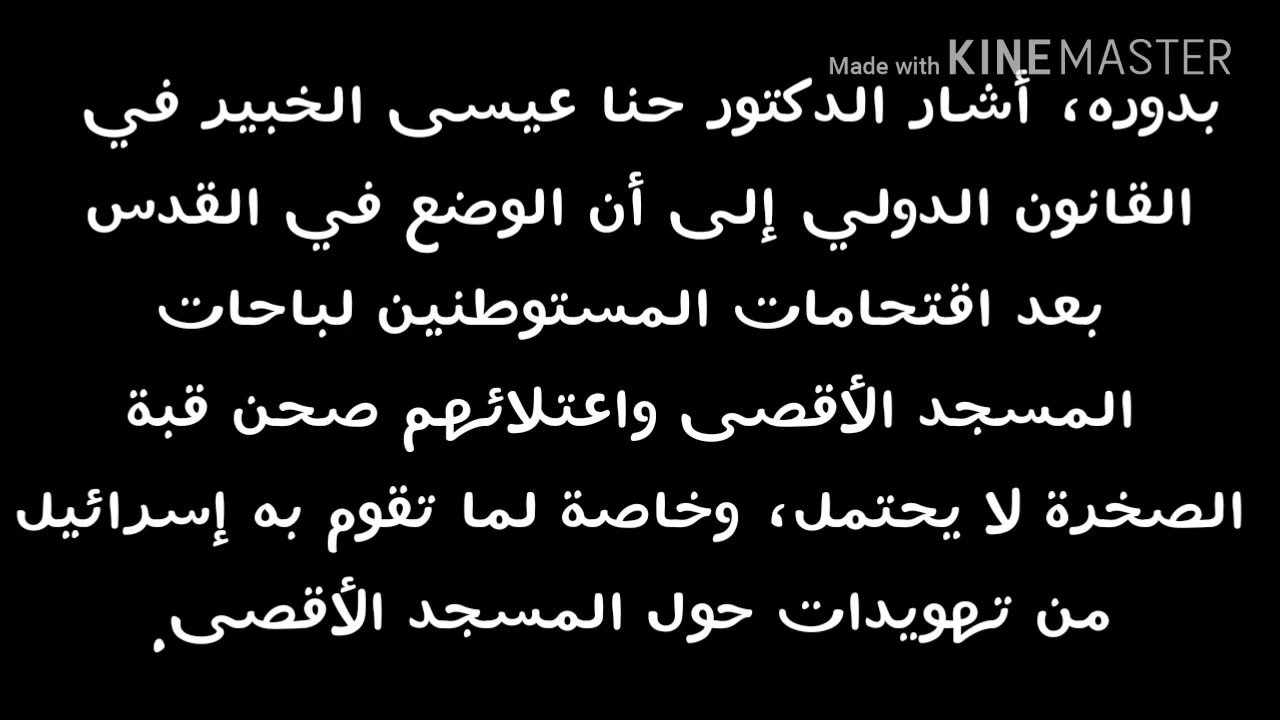 Made with KINEMASTER
بدوره، أشار الدكتور حنا عيسى الخبير في
القانون الدولي إلى أن الوضع في القدس
بعد اقتحامات المستوطنين لباحات
المسجد الأقصى واعتلائهم صحن قبة
الصخرة لا يحتمل، وخاصة لما تقوم به إسرائيل
من تهويدات حول المسجد الأقصى.